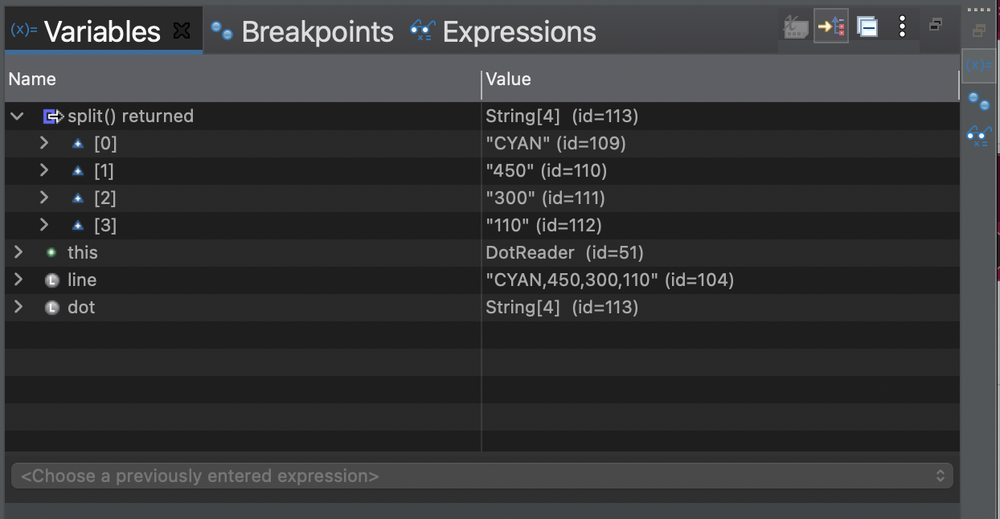 (x)= Variables Breakpoints Expressions
Name Value
split() returned String[4] (id=113)
[0] "CYAN" (id=109)
[1] "450" (id=110)
[2] "300" (id=111)
[3] "110" (id=112)
this DotReader (id=51)
L line "CYAN,450,300,110" (id=104)
L dot String[4] (id=113)
<Choose a previously entered expression>
(x)=